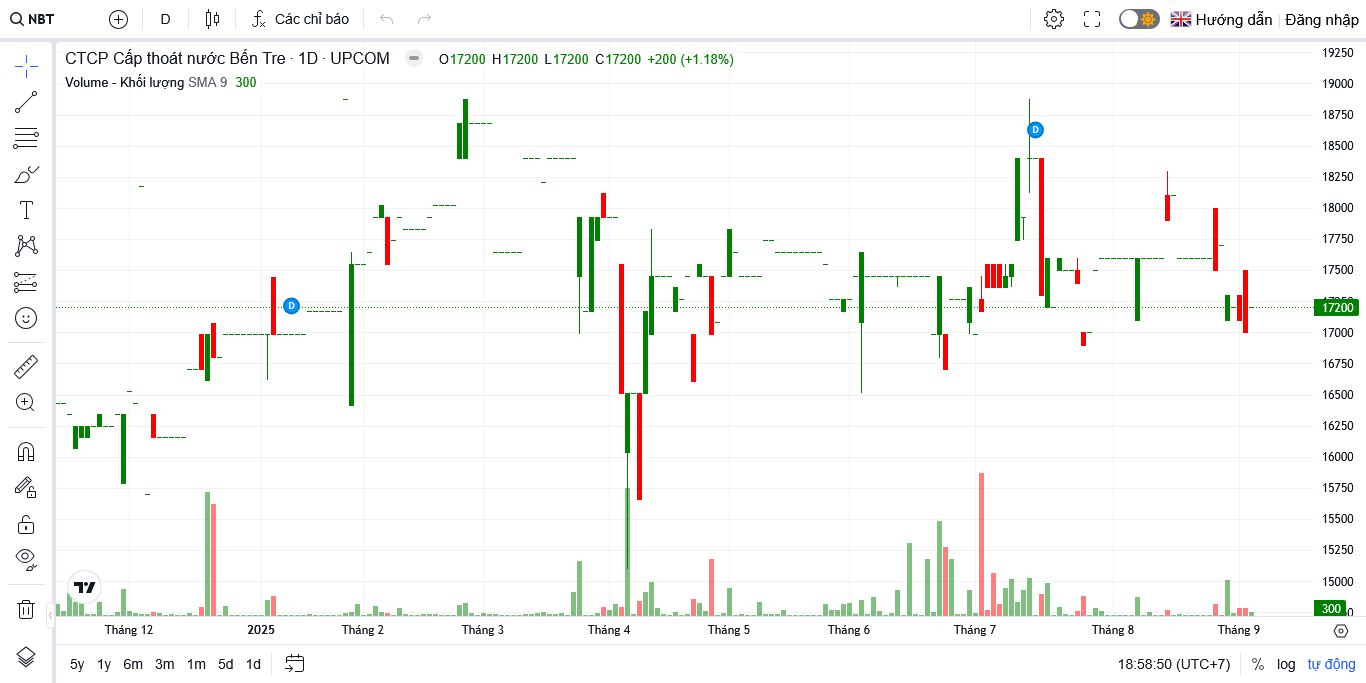 NBT D Các chỉ báo Hướng dẫn Đăng nhập
CTCP Cấp thoát nước Bến Tre · 1D · UPCOM O17200 H17200 L17200 C17200 +200 (+1.18%)
Volume - Khối lượng SMA 9 300
19250
19000
18750
18500
18250
18000
17750
17500
17200
17000
16750
16500
16250
16000
15750
15500
15250
15000
300
D
D
Tháng 12 2025 Tháng 2 Tháng 3 Tháng 4 Tháng 5 Tháng 6 Tháng 7 Tháng 8 Tháng 9
5y 1y 6m 3m 1m 5d 1d 18:58:50 (UTC+7) % log tự động